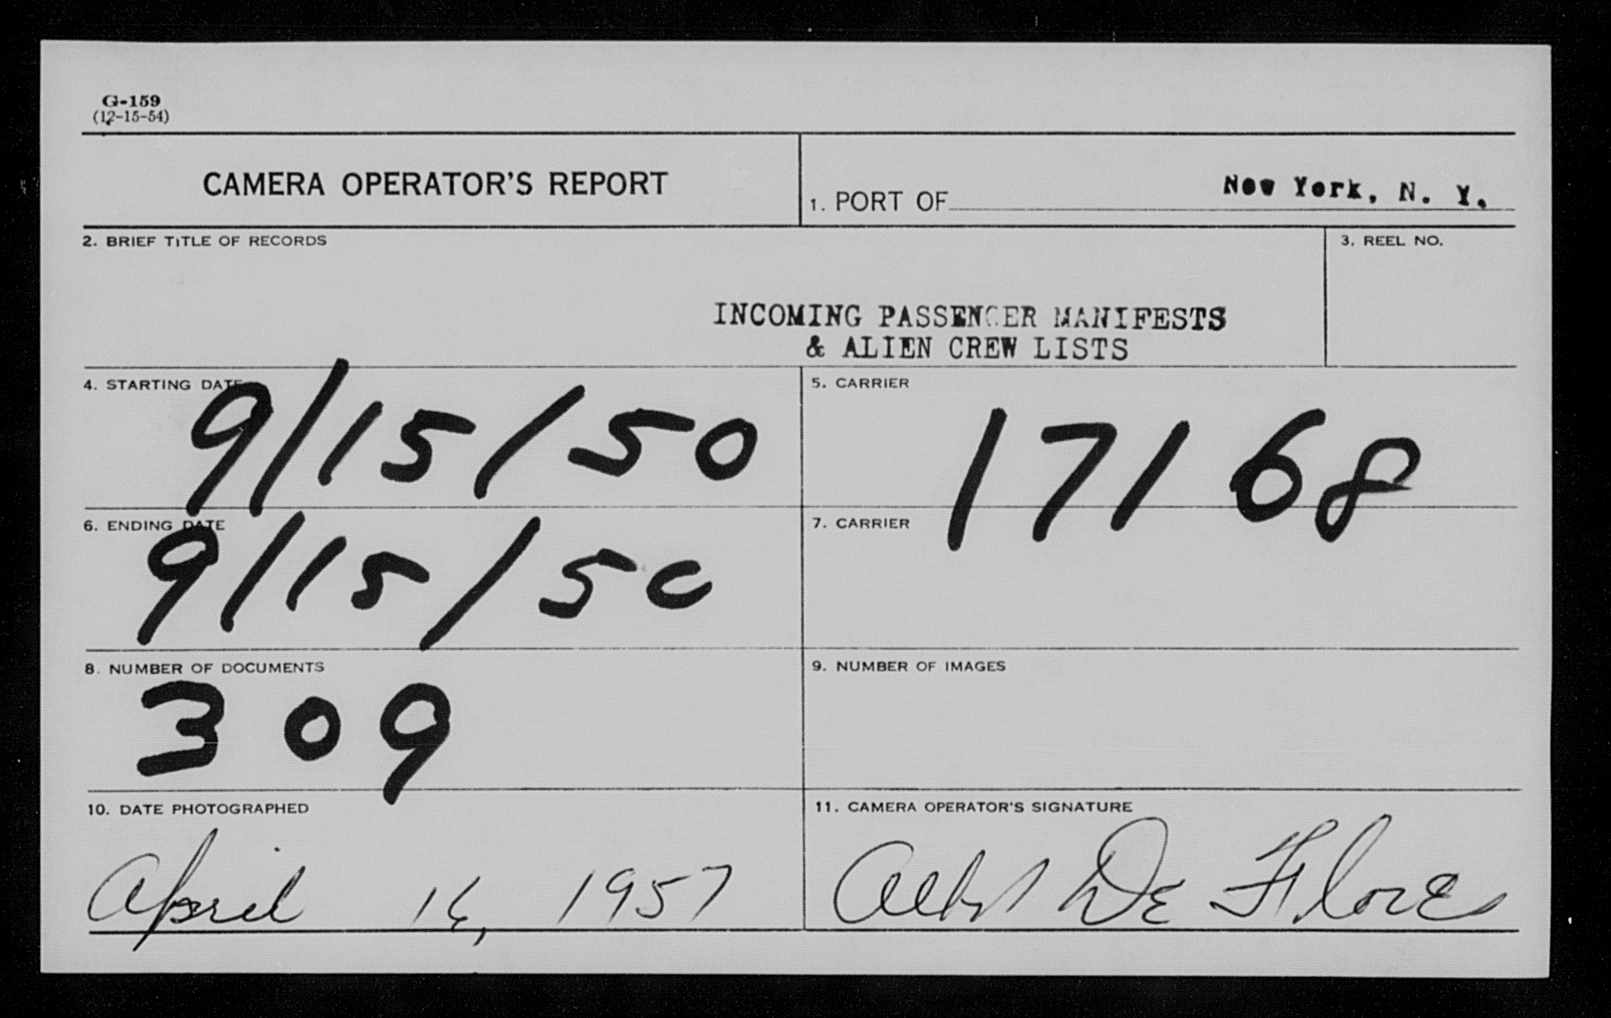 G-159
(12-15-54)
CAMERA OPERATOR'S REPORT
1. PORT OF New York, N. Y.
2. BRIEF TITLE OF RECORDS
3. REEL NO.
INCOMING PASSENGER MANIFESTS
& ALIEN CREW LISTS
4. STARTING DATE
9/15/50
5. CARRIER
17168
6. ENDING DATE
9/15/50
7. CARRIER
8. NUMBER OF DOCUMENTS
309
9. NUMBER OF IMAGES
10. DATE PHOTOGRAPHED
April 16, 1957
11. CAMERA OPERATOR'S SIGNATURE
De Flores